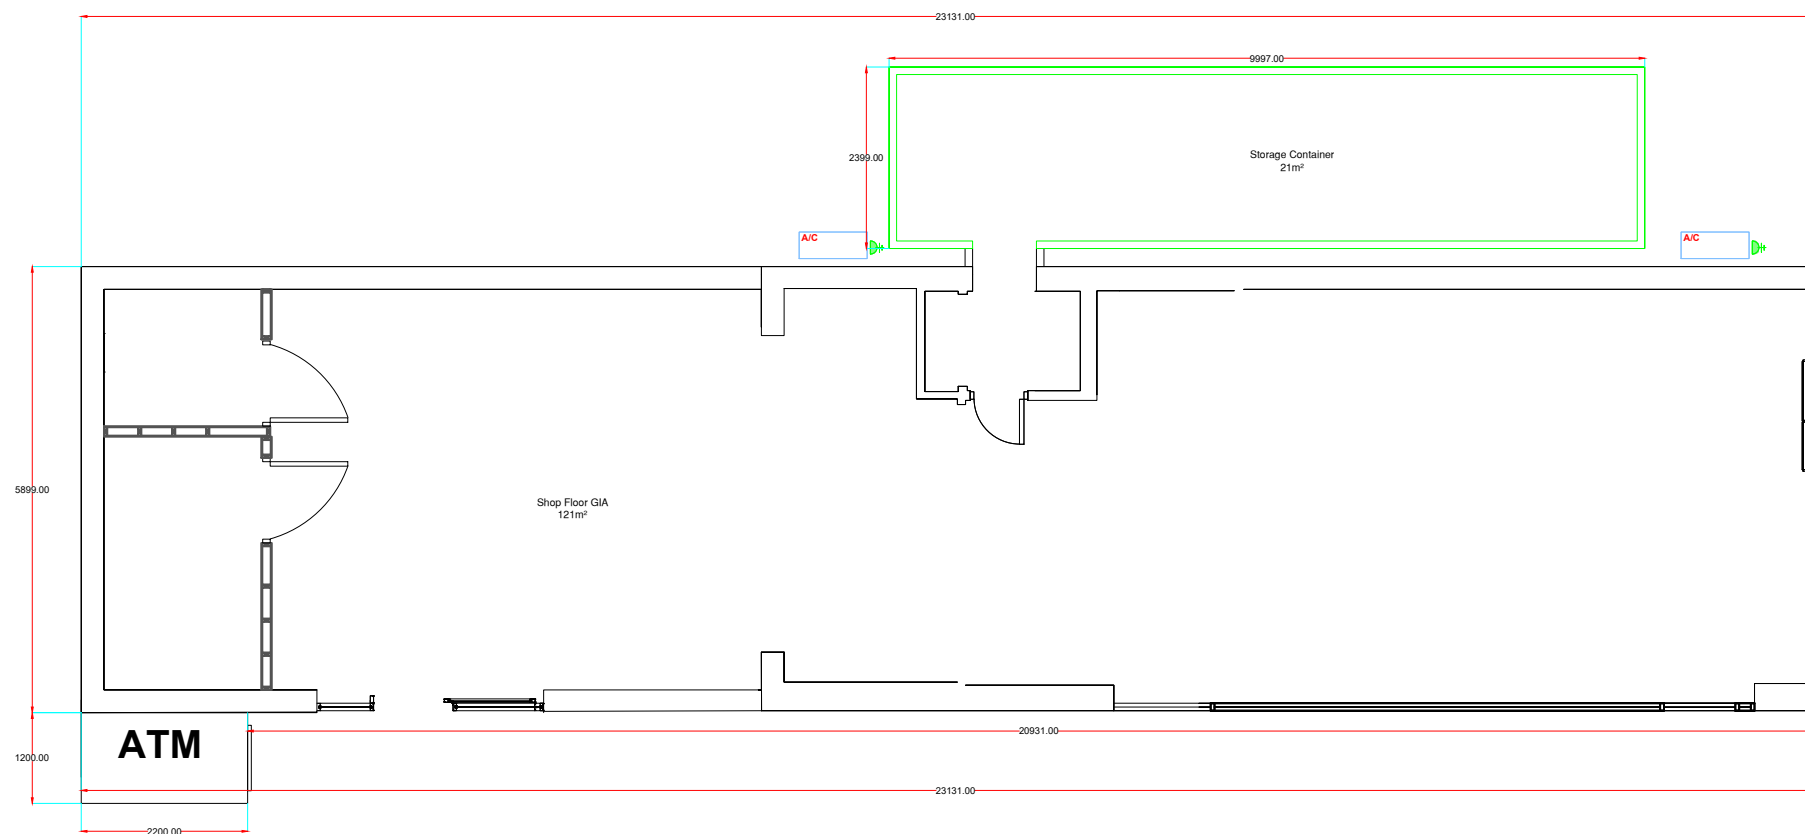 23131.00
9997.00
2399.00
Storage Container
21m²
A/C
A/C
5899.00
Shop Floor GIA
121m²
ATM
20931.00
1200.00
23131.00
2200.00